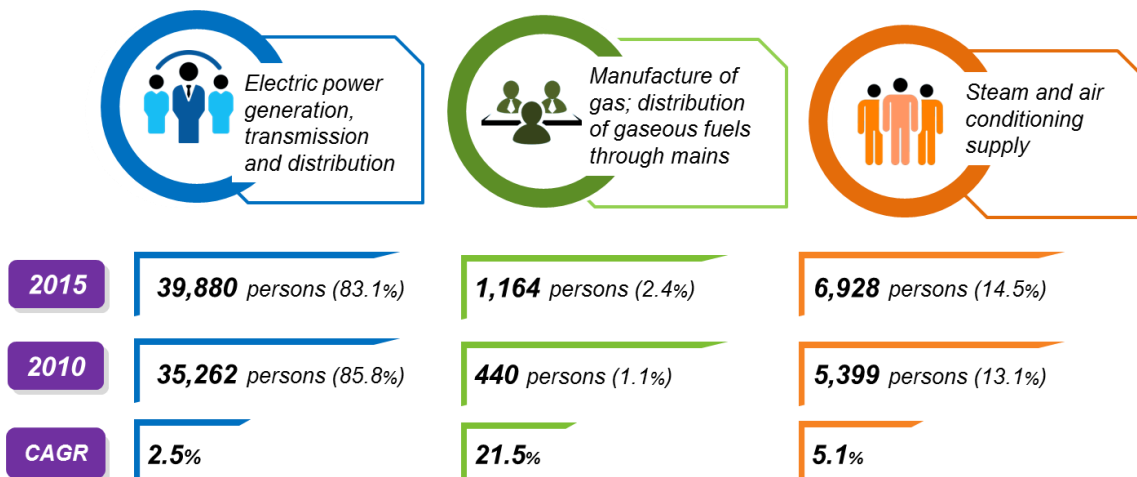 Electric power
generation,
transmission
and distribution
Manufacture of
gas; distribution
of gaseous fuels
through mains
Steam and air
conditioning
supply
2015
39,880 persons (83.1%)
1,164 persons (2.4%)
6,928 persons (14.5%)
2010
35,262 persons (85.8%)
440 persons (1.1%)
5,399 persons (13.1%)
CAGR
2.5%
21.5%
5.1%